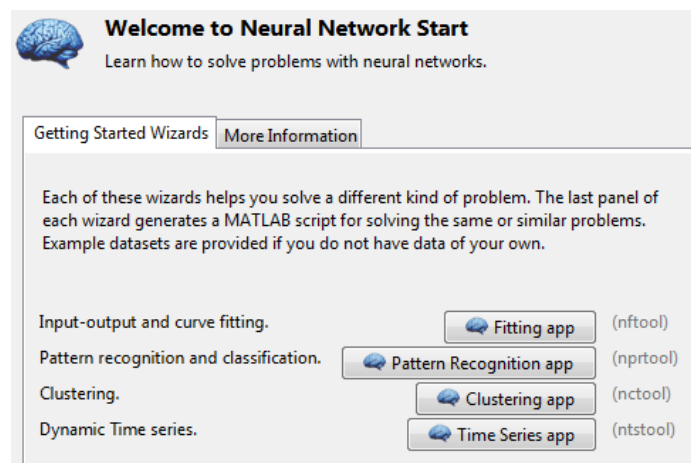 Welcome to Neural Network Start
Learn how to solve problems with neural networks.
Getting Started Wizards More Information
Each of these wizards helps you solve a different kind of problem. The last panel of
each wizard generates a MATLAB script for solving the same or similar problems.
Example datasets are provided if you do not have data of your own.
Input-output and curve fitting. Fitting app (nftool)
Pattern recognition and classification. Pattern Recognition app (nprtool)
Clustering. Clustering app (nctool)
Dynamic Time series. Time Series app (ntstool)